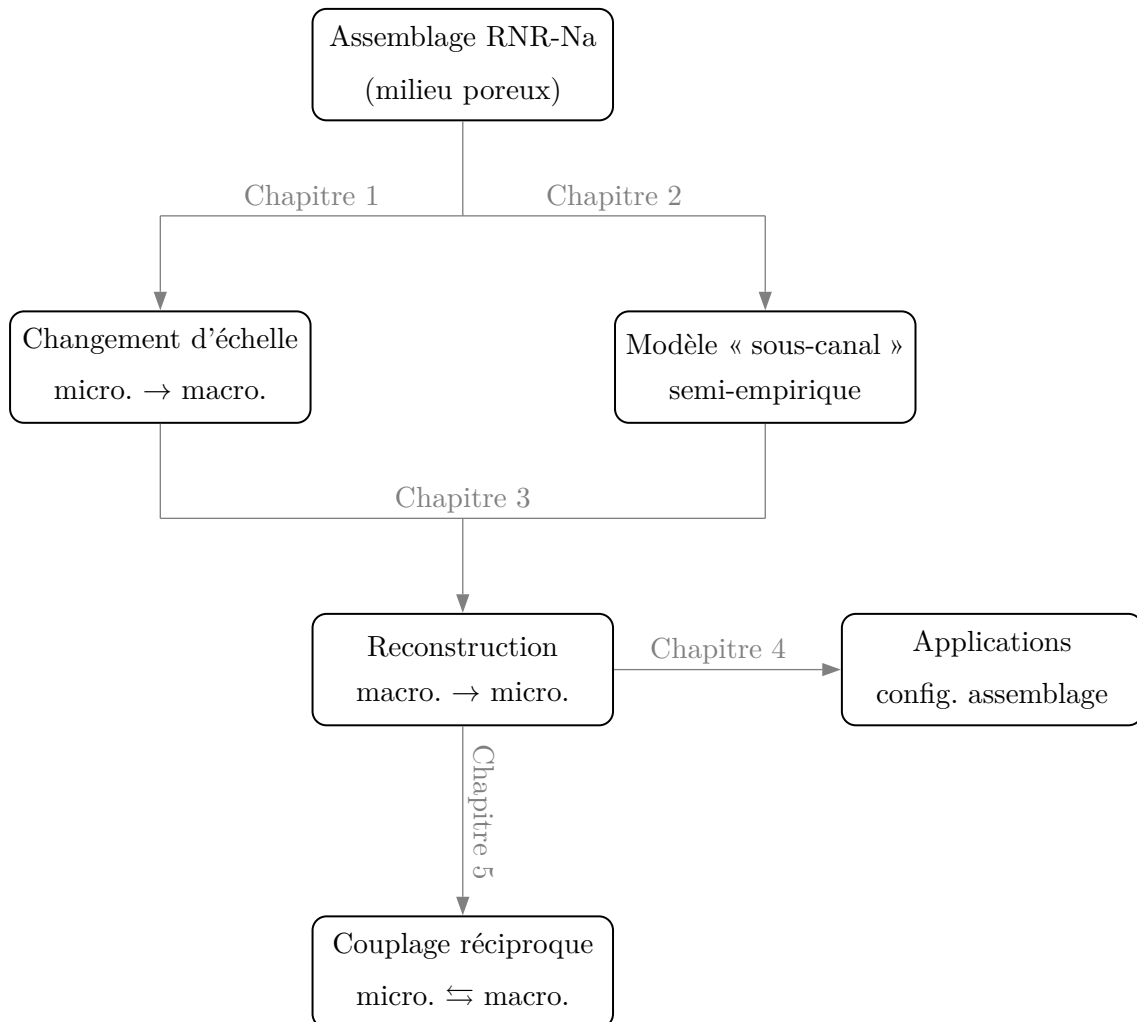 Assemblage RNR-Na
(milieu poreux)
Chapitre 1
Chapitre 2
Changement d'échelle
micro. → macro.
Modèle « sous-canal »
semi-empirique
Chapitre 3
Reconstruction
macro. → micro.
Chapitre 4
Applications
config. assemblage
Chapitre 5
Couplage réciproque
micro. ⇆ macro.